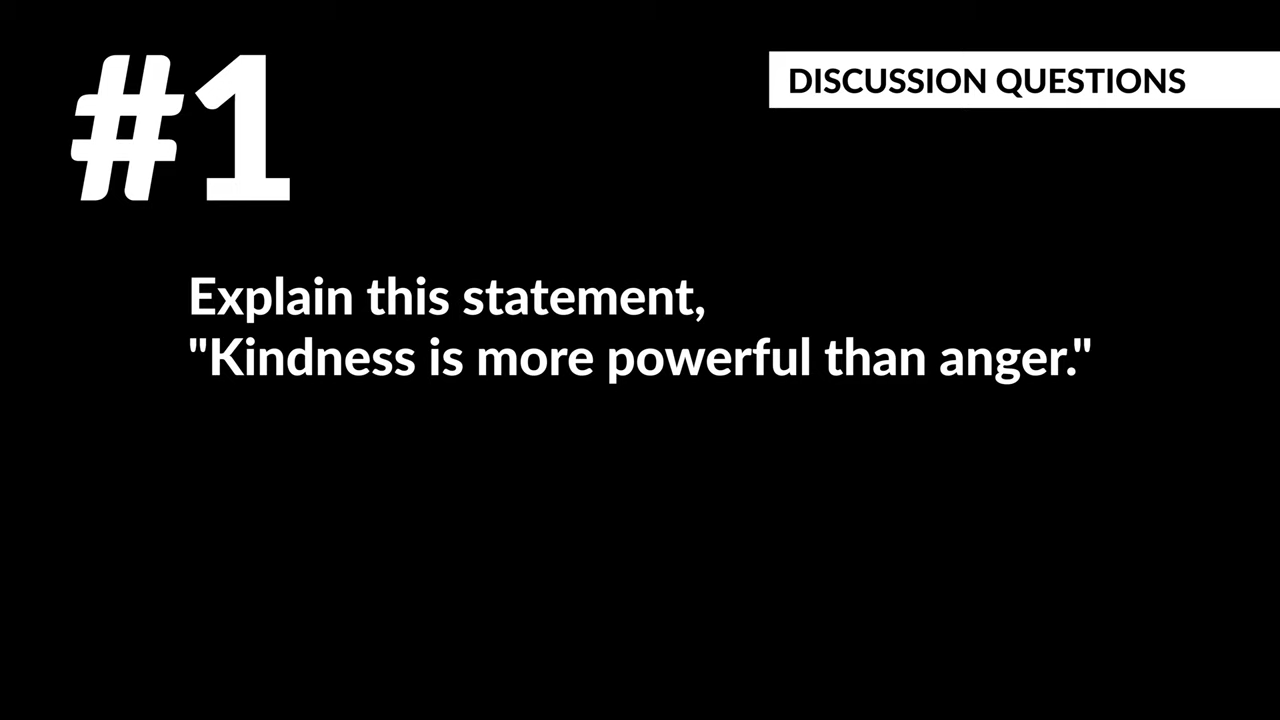 #1
DISCUSSION QUESTIONS
Explain this statement,
"Kindness is more powerful than anger."